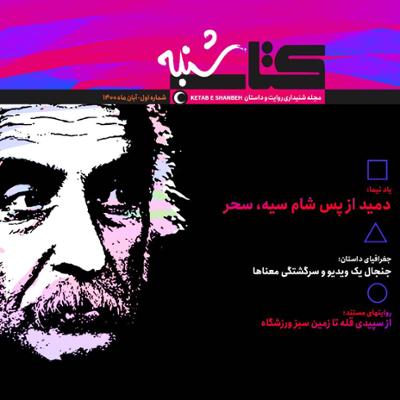 کتاب شنبه
مجله شنیداری روایت و داستان KETAB E SHANBEH
شماره اول-آبان ماه ۱۴۰۰
یاد نیما:
دمید از پس شام سیه، سحر
جغرافیای داستان:
جنجال یک ویدیو و سرگشتگی معناها
روایتهای مستند:
از سپیدی قله تا زمین سبز ورزشگاه